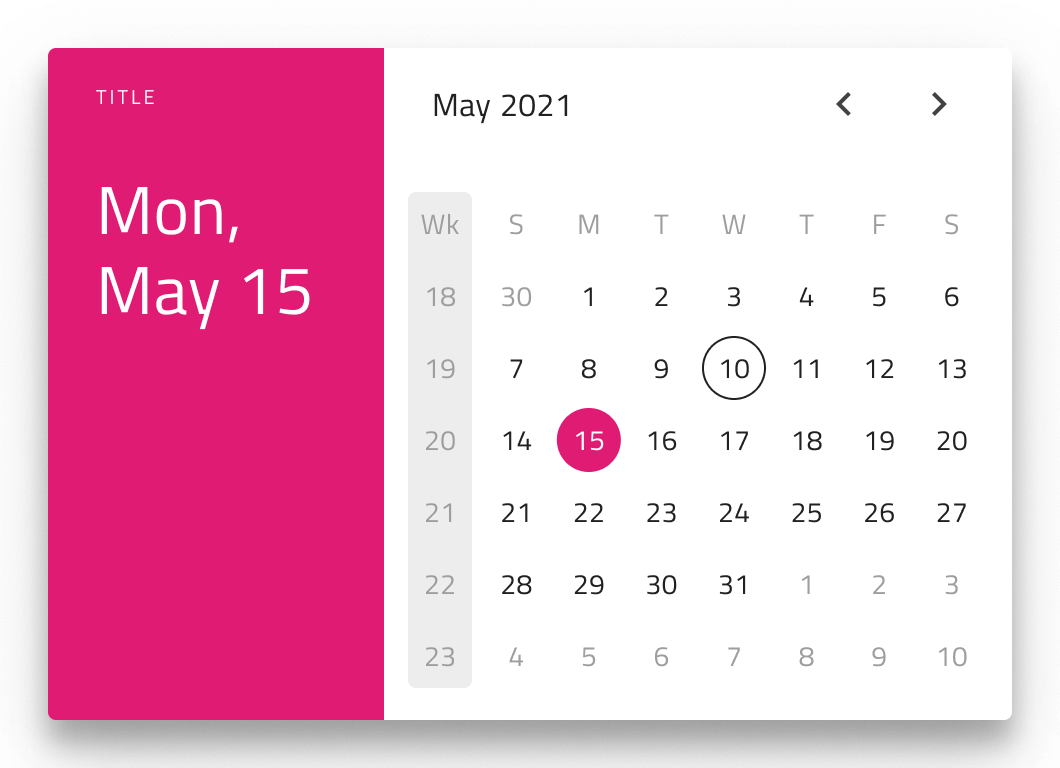 TITLE
Mon,
May 15
May 2021
Wk S M T W T F S
18 30 1 2 3 4 5 6
19 7 8 9 10 11 12 13
20 14 15 16 17 18 19 20
21 21 22 23 24 25 26 27
22 28 29 30 31 1 2 3
23 4 5 6 7 8 9 10